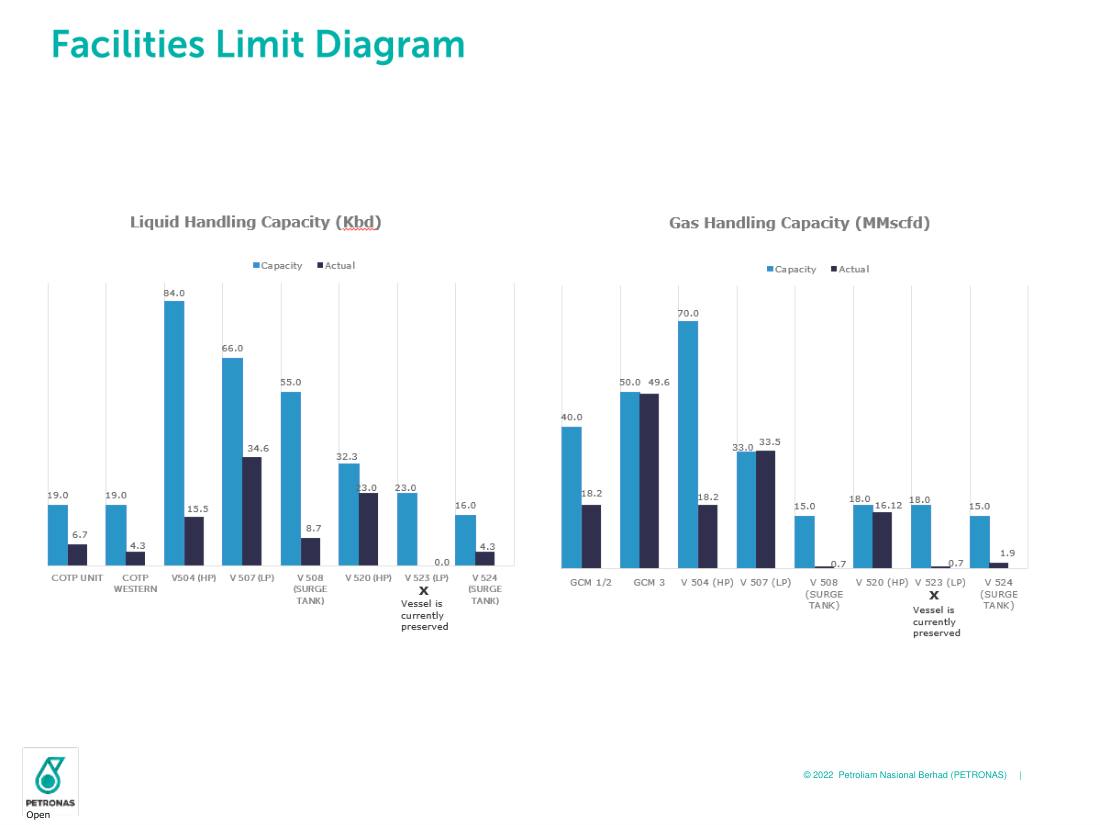 Facilities Limit Diagram
Liquid Handling Capacity (Kbd)
Capacity Actual
84.0
66.0
55.0
34.6
32.3
23.0 23.0
19.0 19.0
16.0
15.5
8.7
6.7
4.3 4.3
0.0
COTP UNIT COTP WESTERN V504 (HP) V 507 (LP) V 508 (SURGE TANK) V 520 (HP) V 523 (LP) V 524 (SURGE TANK)
X
Vessel is
currently
preserved
Gas Handling Capacity (MMscfd)
Capacity Actual
70.0
50.0 49.6
40.0
33.0 33.5
18.2 18.2
18.0 16.12 18.0
15.0 15.0
1.9
0.7 0.7
GCM 1/2 GCM 3 V 504 (HP) V 507 (LP) V 508 (SURGE TANK) V 520 (HP) V 523 (LP) V 524 (SURGE TANK)
X
Vessel is
currently
preserved
PETRONAS
Open
© 2022 Petroliam Nasional Berhad (PETRONAS) |